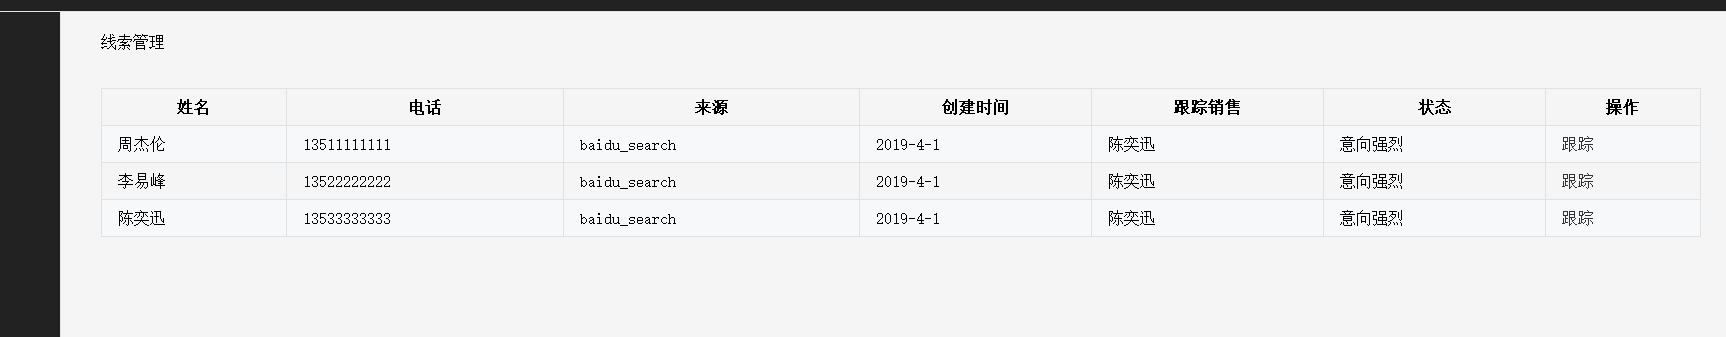 线索管理
姓名 电话 来源 创建时间 跟踪销售 状态 操作
周杰伦 13511111111 baidu_search 2019-4-1 陈奕迅 意向强烈 跟踪
李易峰 13522222222 baidu_search 2019-4-1 陈奕迅 意向强烈 跟踪
陈奕迅 13533333333 baidu_search 2019-4-1 陈奕迅 意向强烈 跟踪